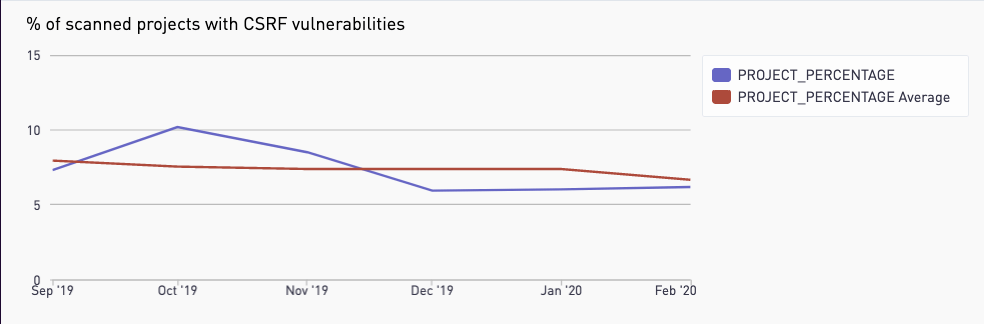 % of scanned projects with CSRF vulnerabilities
15
PROJECT_PERCENTAGE
PROJECT_PERCENTAGE Average
10
5
0
Sep '19 Oct '19 Nov '19 Dec '19 Jan '20 Feb '20